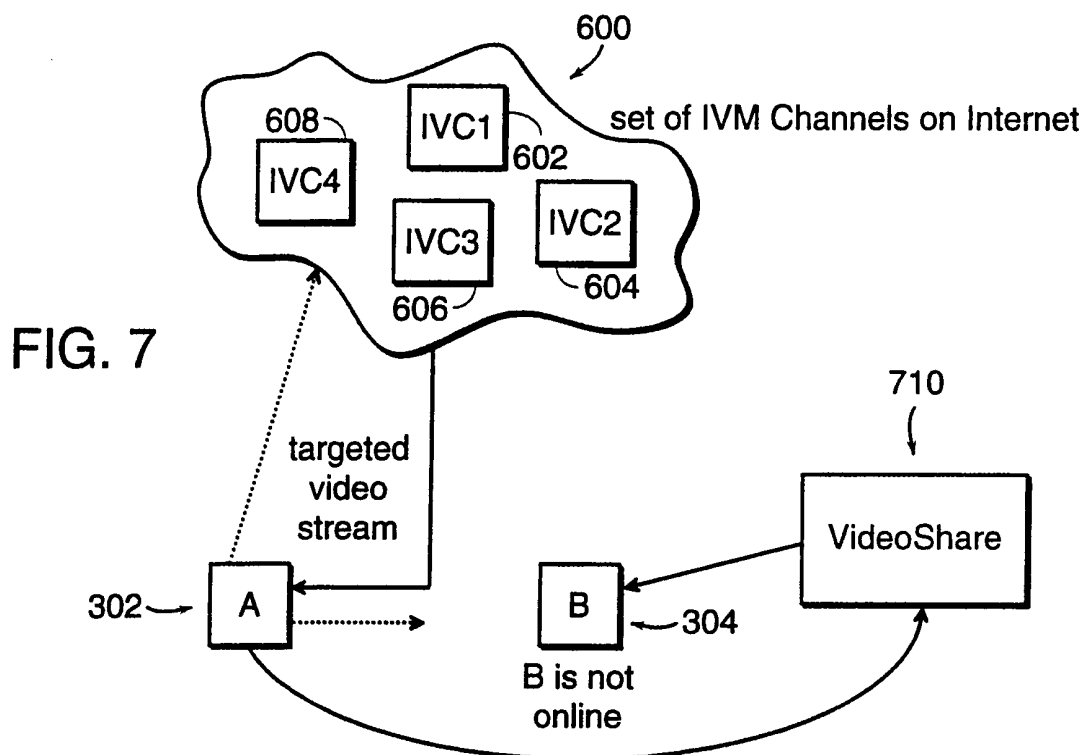 600
set of IVM Channels on Internet
IVC1
602
608
IVC4
IVC3
606
IVC2
604
FIG. 7
targeted
video
stream
710
VideoShare
302
A
B
304
B is not
online